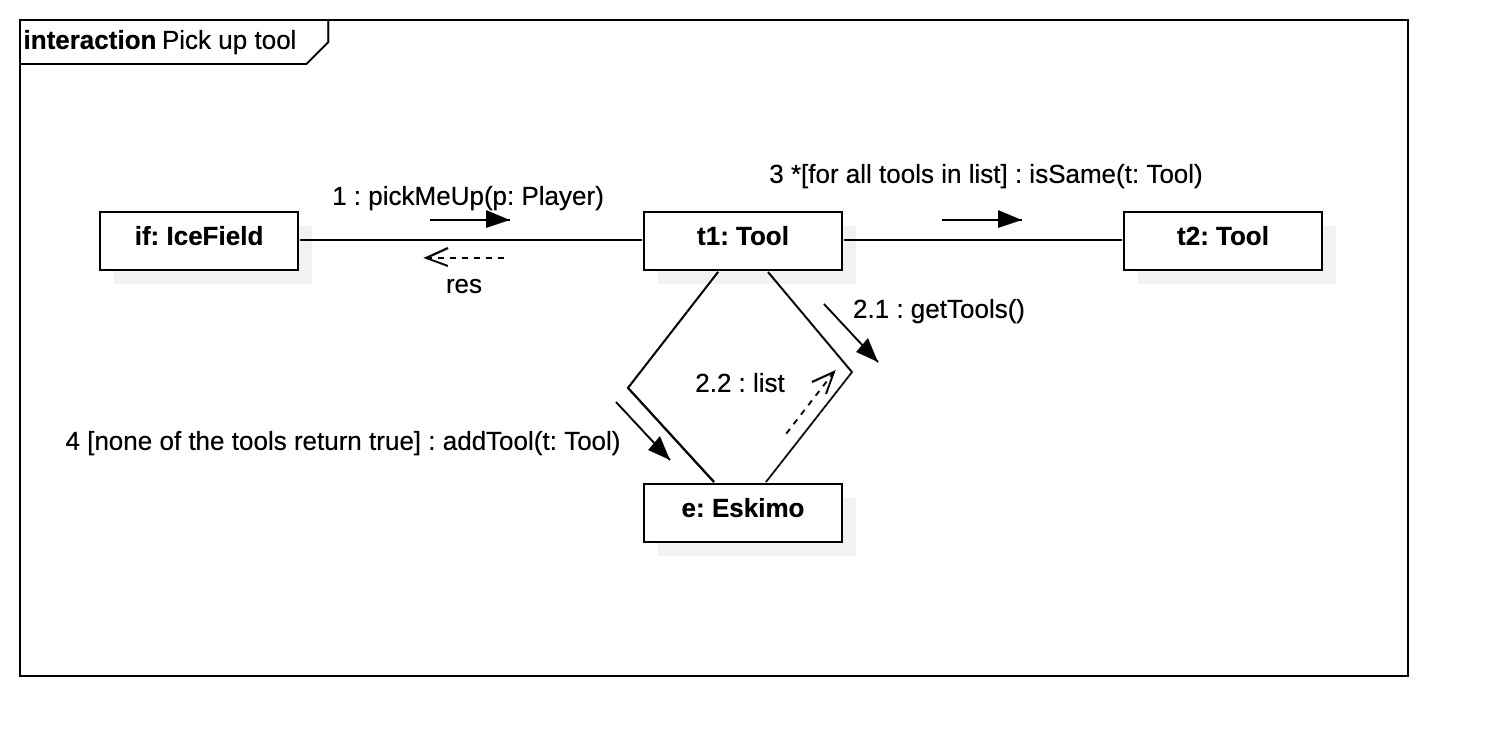 interaction Pick up tool
3 *[for all tools in list] : isSame(t: Tool)
1 : pickMeUp(p: Player)
if: IceField
t1: Tool
t2: Tool
res
2.1 : getTools()
2.2 : list
4 [none of the tools return true] : addTool(t: Tool)
e: Eskimo